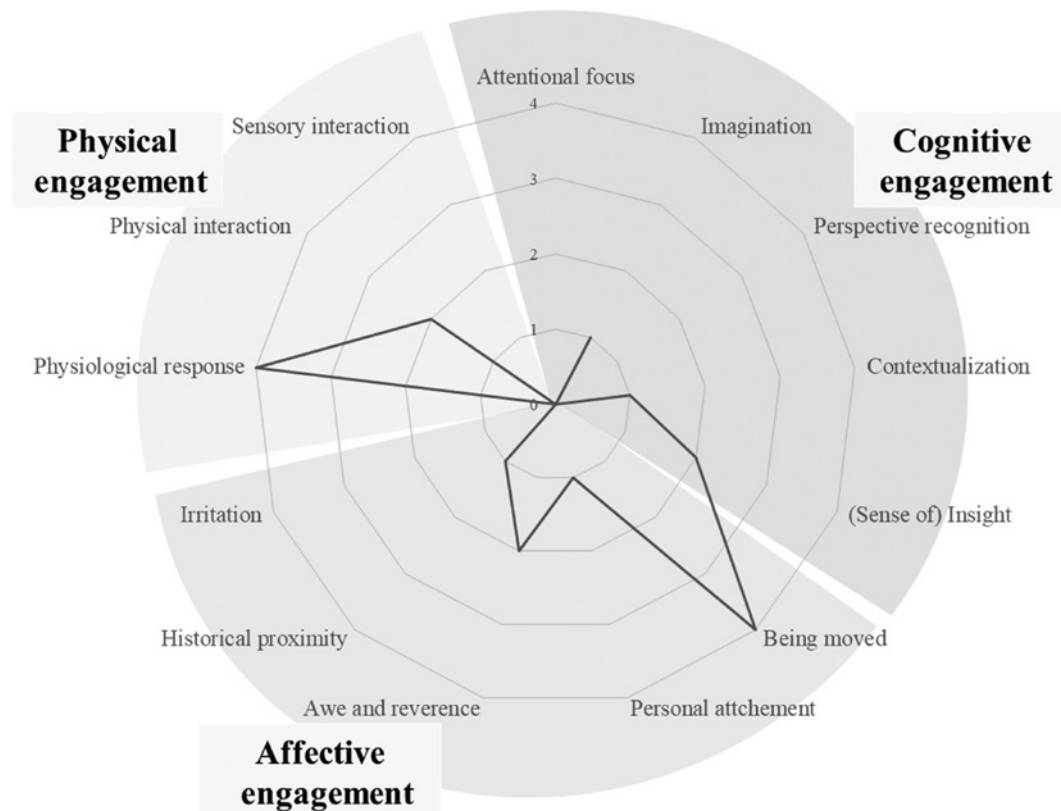 Attentional focus
4
Sensory interaction
Imagination
Physical
engagement
Cognitive
engagement
3
Physical interaction
Perspective recognition
2
1
Physiological response
Contextualization
0
Irritation
(Sense of) Insight
Historical proximity
Being moved
Awe and reverence
Personal attchement
Affective
engagement